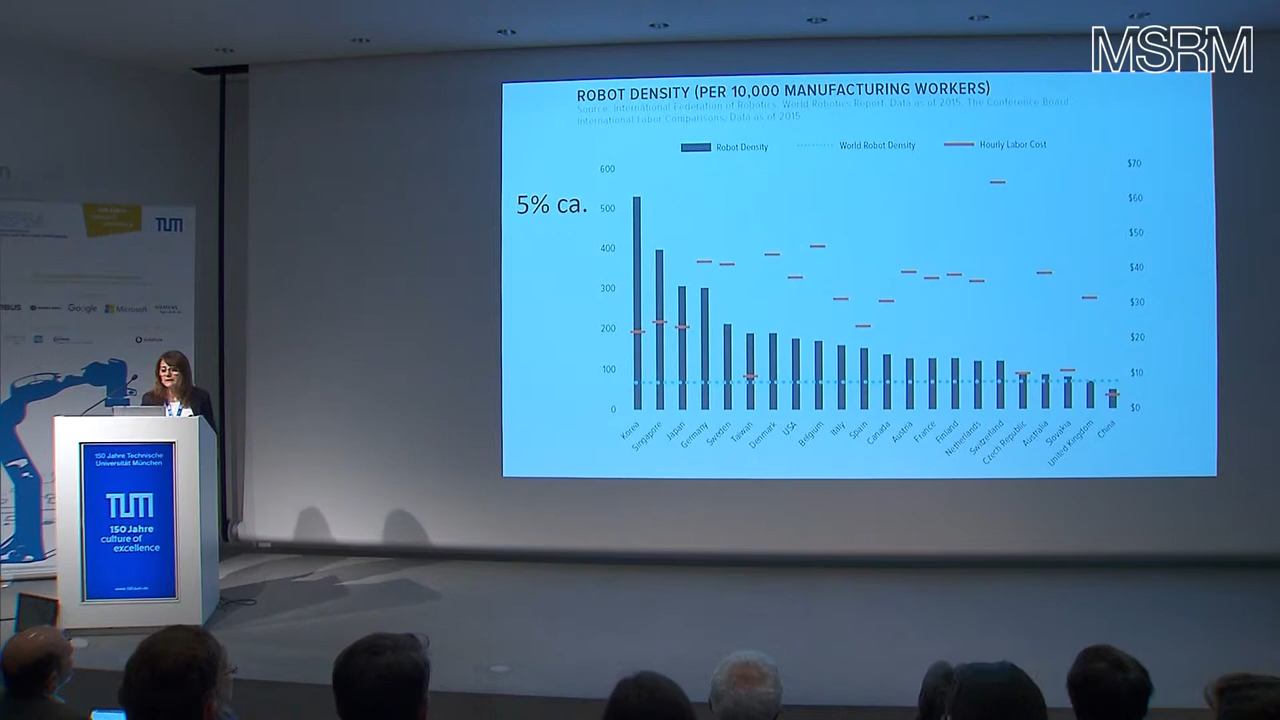 MSRM
ROBOT DENSITY (PER 10,000 MANUFACTURING WORKERS)
Source: International Federation of Robotics, World Robotics Report. Data as of 2015. The Conference Board,
International Labor Comparisons, Data as of 2015
Robot Density
World Robot Density
Hourly Labor Cost
5% ca.
600
500
400
300
200
100
0
$70
$60
$50
$40
$30
$20
$10
$0
Korea
Singapore
Japan
Germany
Sweden
Taiwan
Denmark
USA
Belgium
Italy
Spain
Canada
Austria
France
Finland
Netherlands
Switzerland
Czech Republic
Australia
Slovakia
United Kingdom
China
TUM
Google
Microsoft
150 Jahre Technische
Universität München
TUM
150 Jahre
culture of
excellence